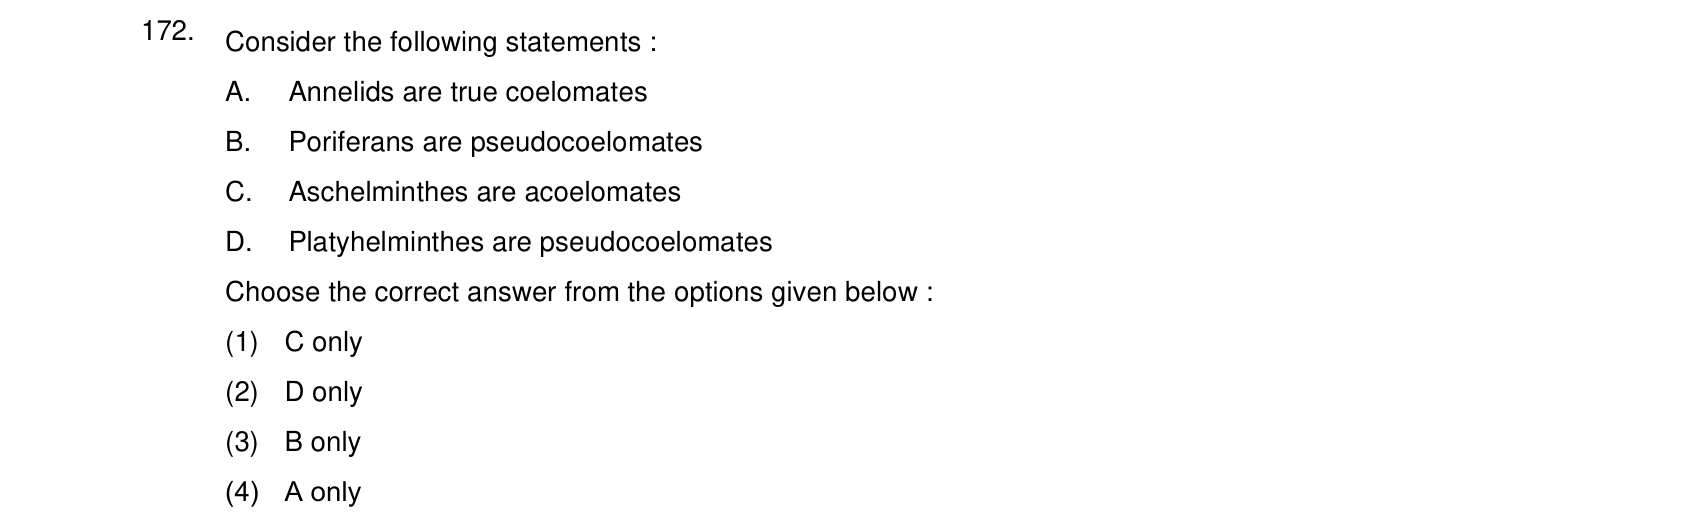 172. Consider the following statements :
A. Annelids are true coelomates
B. Poriferans are pseudocoelomates
C. Aschelminthes are acoelomates
D. Platyhelminthes are pseudocoelomates
Choose the correct answer from the options given below :
(1) C only
(2) D only
(3) B only
(4) A only